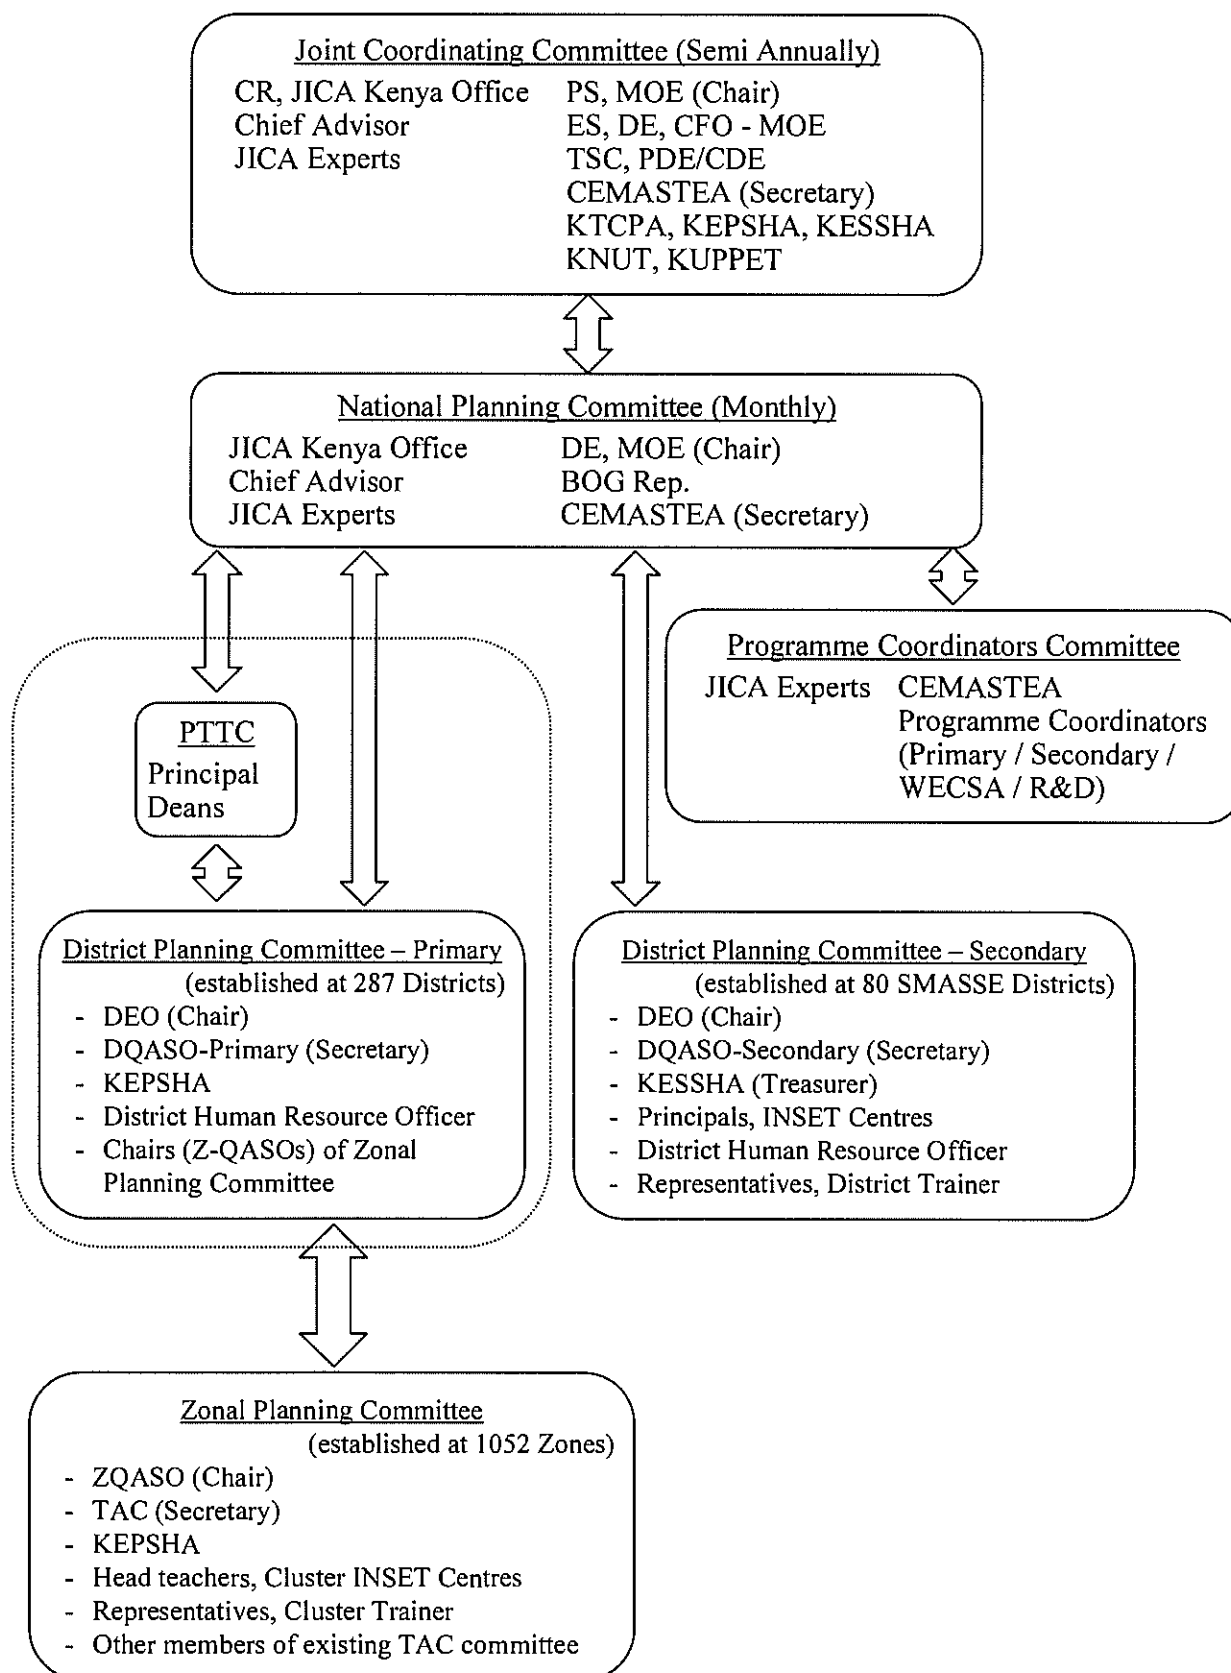 Joint Coordinating Committee (Semi Annually)
CR, JICA Kenya Office PS, MOE (Chair)
Chief Advisor ES, DE, CFO - MOE
JICA Experts TSC, PDE/CDE
CEMASTEA (Secretary)
KTCPA, KEPSHA, KESSHA
KNUT, KUPPET
National Planning Committee (Monthly)
JICA Kenya Office DE, MOE (Chair)
Chief Advisor BOG Rep.
JICA Experts CEMASTEA (Secretary)
Programme Coordinators Committee
JICA Experts CEMASTEA
Programme Coordinators
(Primary / Secondary /
WECSA / R&D)
PTTC
Principal
Deans
District Planning Committee – Primary
(established at 287 Districts)
- DEO (Chair)
- DQASO-Primary (Secretary)
- KEPSHA
- District Human Resource Officer
- Chairs (Z-QASOs) of Zonal
Planning Committee
District Planning Committee – Secondary
(established at 80 SMASSE Districts)
- DEO (Chair)
- DQASO-Secondary (Secretary)
- KESSHA (Treasurer)
- Principals, INSET Centres
- District Human Resource Officer
- Representatives, District Trainer
Zonal Planning Committee
(established at 1052 Zones)
- ZQASO (Chair)
- TAC (Secretary)
- KEPSHA
- Head teachers, Cluster INSET Centres
- Representatives, Cluster Trainer
- Other members of existing TAC committee